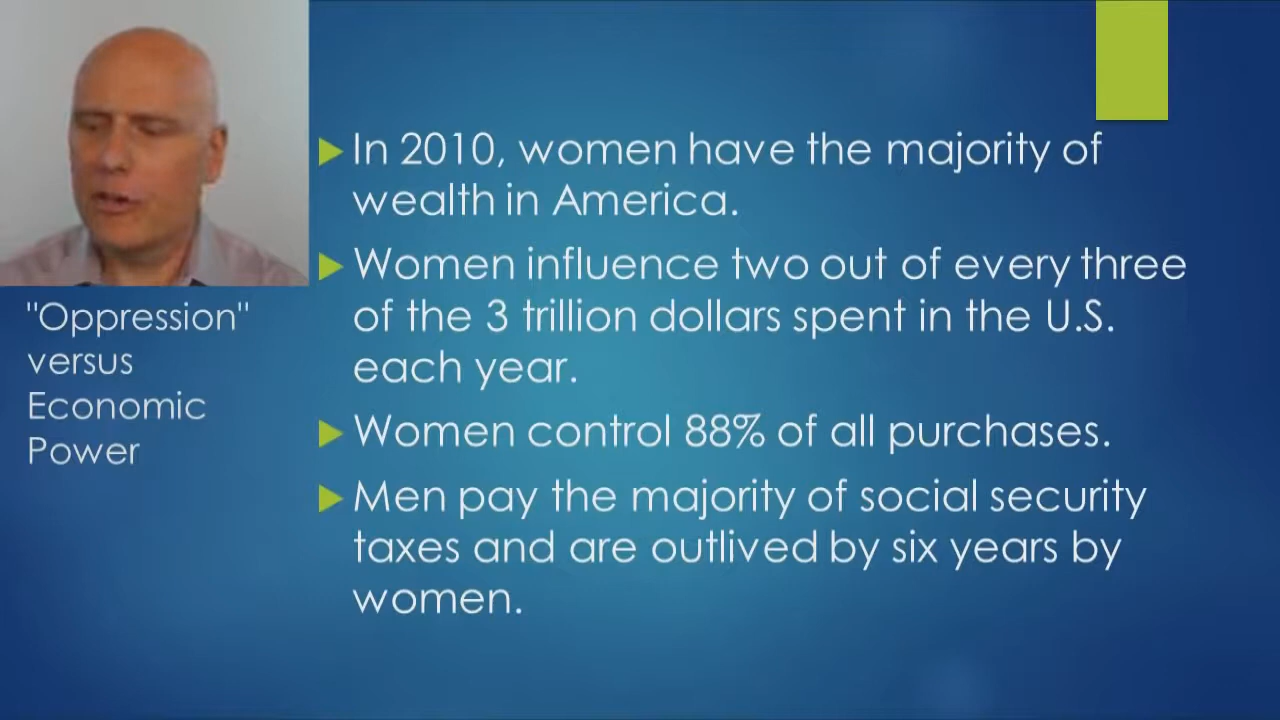 "Oppression"
versus
Economic
Power
In 2010, women have the majority of
wealth in America.
Women influence two out of every three
of the 3 trillion dollars spent in the U.S.
each year.
Women control 88% of all purchases.
Men pay the majority of social security
taxes and are outlived by six years by
women.